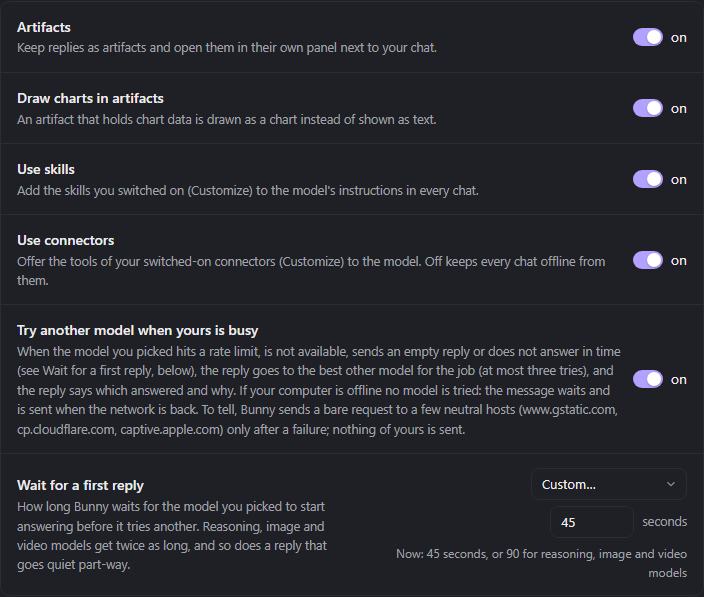 Artifacts
Keep replies as artifacts and open them in their own panel next to your chat.
on
Draw charts in artifacts
An artifact that holds chart data is drawn as a chart instead of shown as text.
on
Use skills
Add the skills you switched on (Customize) to the model's instructions in every chat.
on
Use connectors
Offer the tools of your switched-on connectors (Customize) to the model. Off keeps every chat offline from
them.
on
Try another model when yours is busy
When the model you picked hits a rate limit, is not available, sends an empty reply or does not answer in time
(see Wait for a first reply, below), the reply goes to the best other model for the job (at most three tries), and
the reply says which answered and why. If your computer is offline no model is tried: the message waits and
is sent when the network is back. To tell, Bunny sends a bare request to a few neutral hosts (www.gstatic.com,
cp.cloudflare.com, captive.apple.com) only after a failure; nothing of yours is sent.
on
Wait for a first reply
How long Bunny waits for the model you picked to start
answering before it tries another. Reasoning, image and
video models get twice as long, and so does a reply that
goes quiet part-way.
Custom...
45 seconds
Now: 45 seconds, or 90 for reasoning, image and video
models